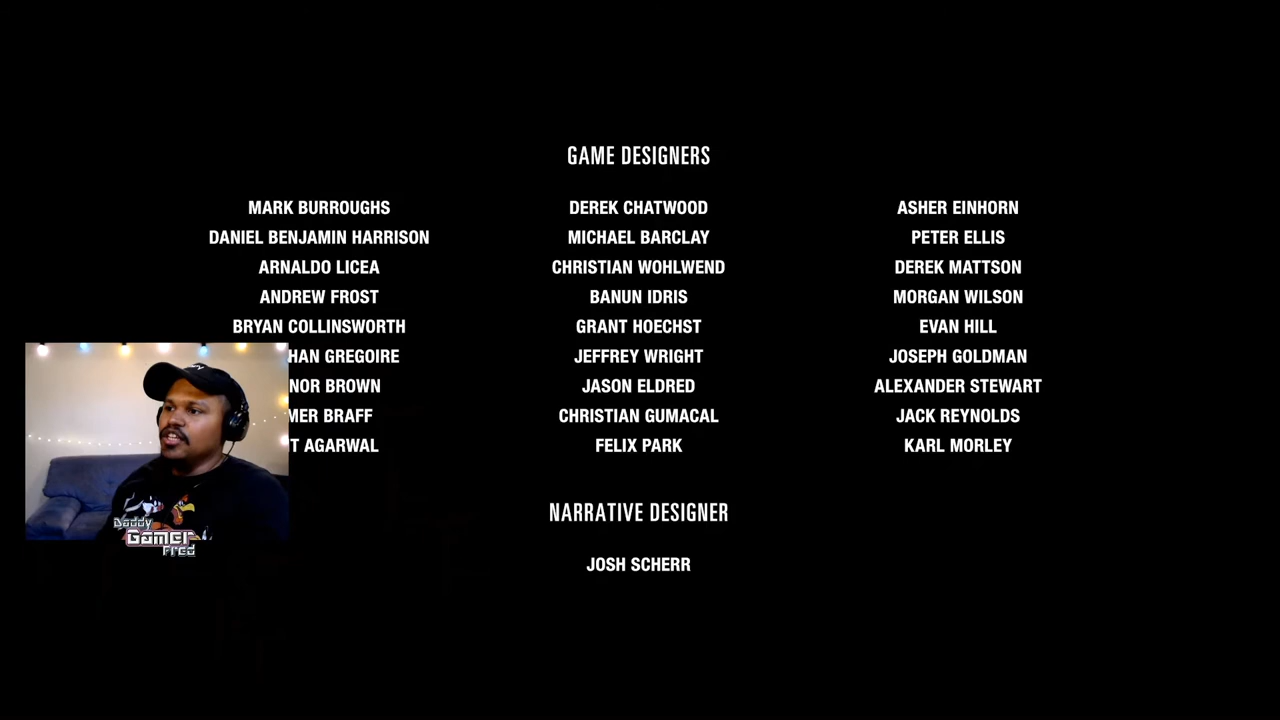 GAME DESIGNERS
MARK BURROUGHS
DANIEL BENJAMIN HARRISON
ARNALDO LICEA
ANDREW FROST
BRYAN COLLINSWORTH
GREGOIRE
BROWN
BRAFF
AGARWAL
DEREK CHATWOOD
MICHAEL BARCLAY
CHRISTIAN WOHLWEND
BANUN IDRIS
GRANT HOECHST
JEFFREY WRIGHT
JASON ELDRED
CHRISTIAN GUMACAL
FELIX PARK
ASHER EINHORN
PETER ELLIS
DEREK MATTSON
MORGAN WILSON
EVAN HILL
JOSEPH GOLDMAN
ALEXANDER STEWART
JACK REYNOLDS
KARL MORLEY
NARRATIVE DESIGNER
JOSH SCHERR
Daddy
Gamer
Fred